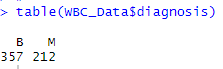 > table(WBC_Data$diagnosis)
B M
357 212